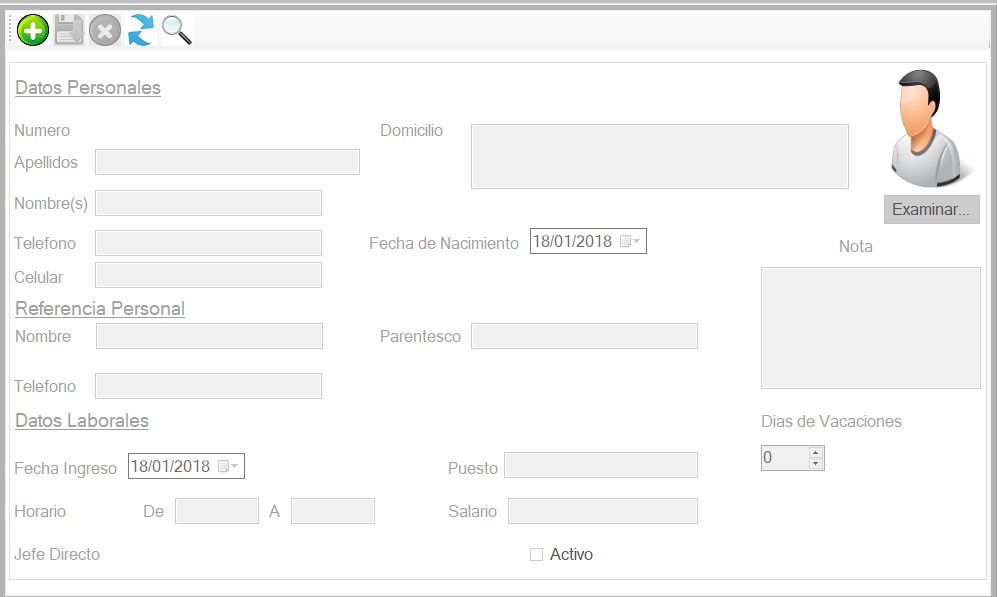 Datos Personales
Numero
Domicilio
Apellidos
Nombre(s)
Examinar...
Telefono
Fecha de Nacimiento 18/01/2018
Nota
Celular
Referencia Personal
Nombre
Parentesco
Telefono
Datos Laborales
Dias de Vacaciones
Fecha Ingreso 18/01/2018
Puesto
0
Horario De A
Salario
Jefe Directo
Activo